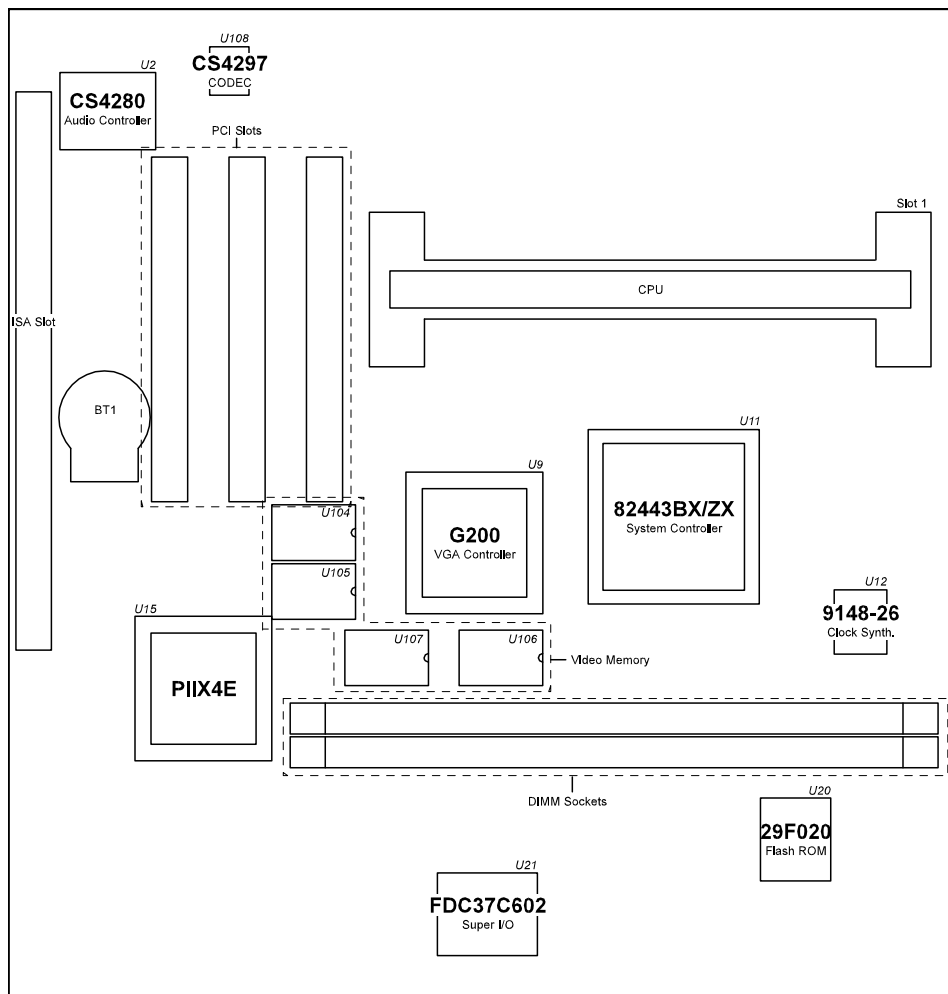 U108
CS4297
CODEC
U2
CS4280
Audio Controller
PCI Slots
Slot 1
CPU
ISA Slot
BT1
U11
82443BX/ZX
System Controller
U9
G200
VGA Controller
U104
U105
U12
9148-26
Clock Synth.
U15
PIIX4E
U107
U106
Video Memory
DIMM Sockets
U20
29F020
Flash ROM
U21
FDC37C602
Super I/O